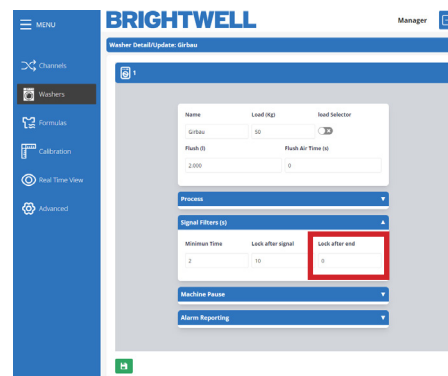 MENU
BRIGHTWELL
Manager
Washer Detail/Update: Girbau
Channels
1
Washers
Name Load (Kg) load Selector
Formulas
Girbau 50
Flush (l) Flush Air Time (s)
Calibration
2.000 0
Real Time View
Process
Advanced
Signal Filters (s)
Minimun Time Lock after signal Lock after end
2 10 0
Machine Pause
Alarm Reporting